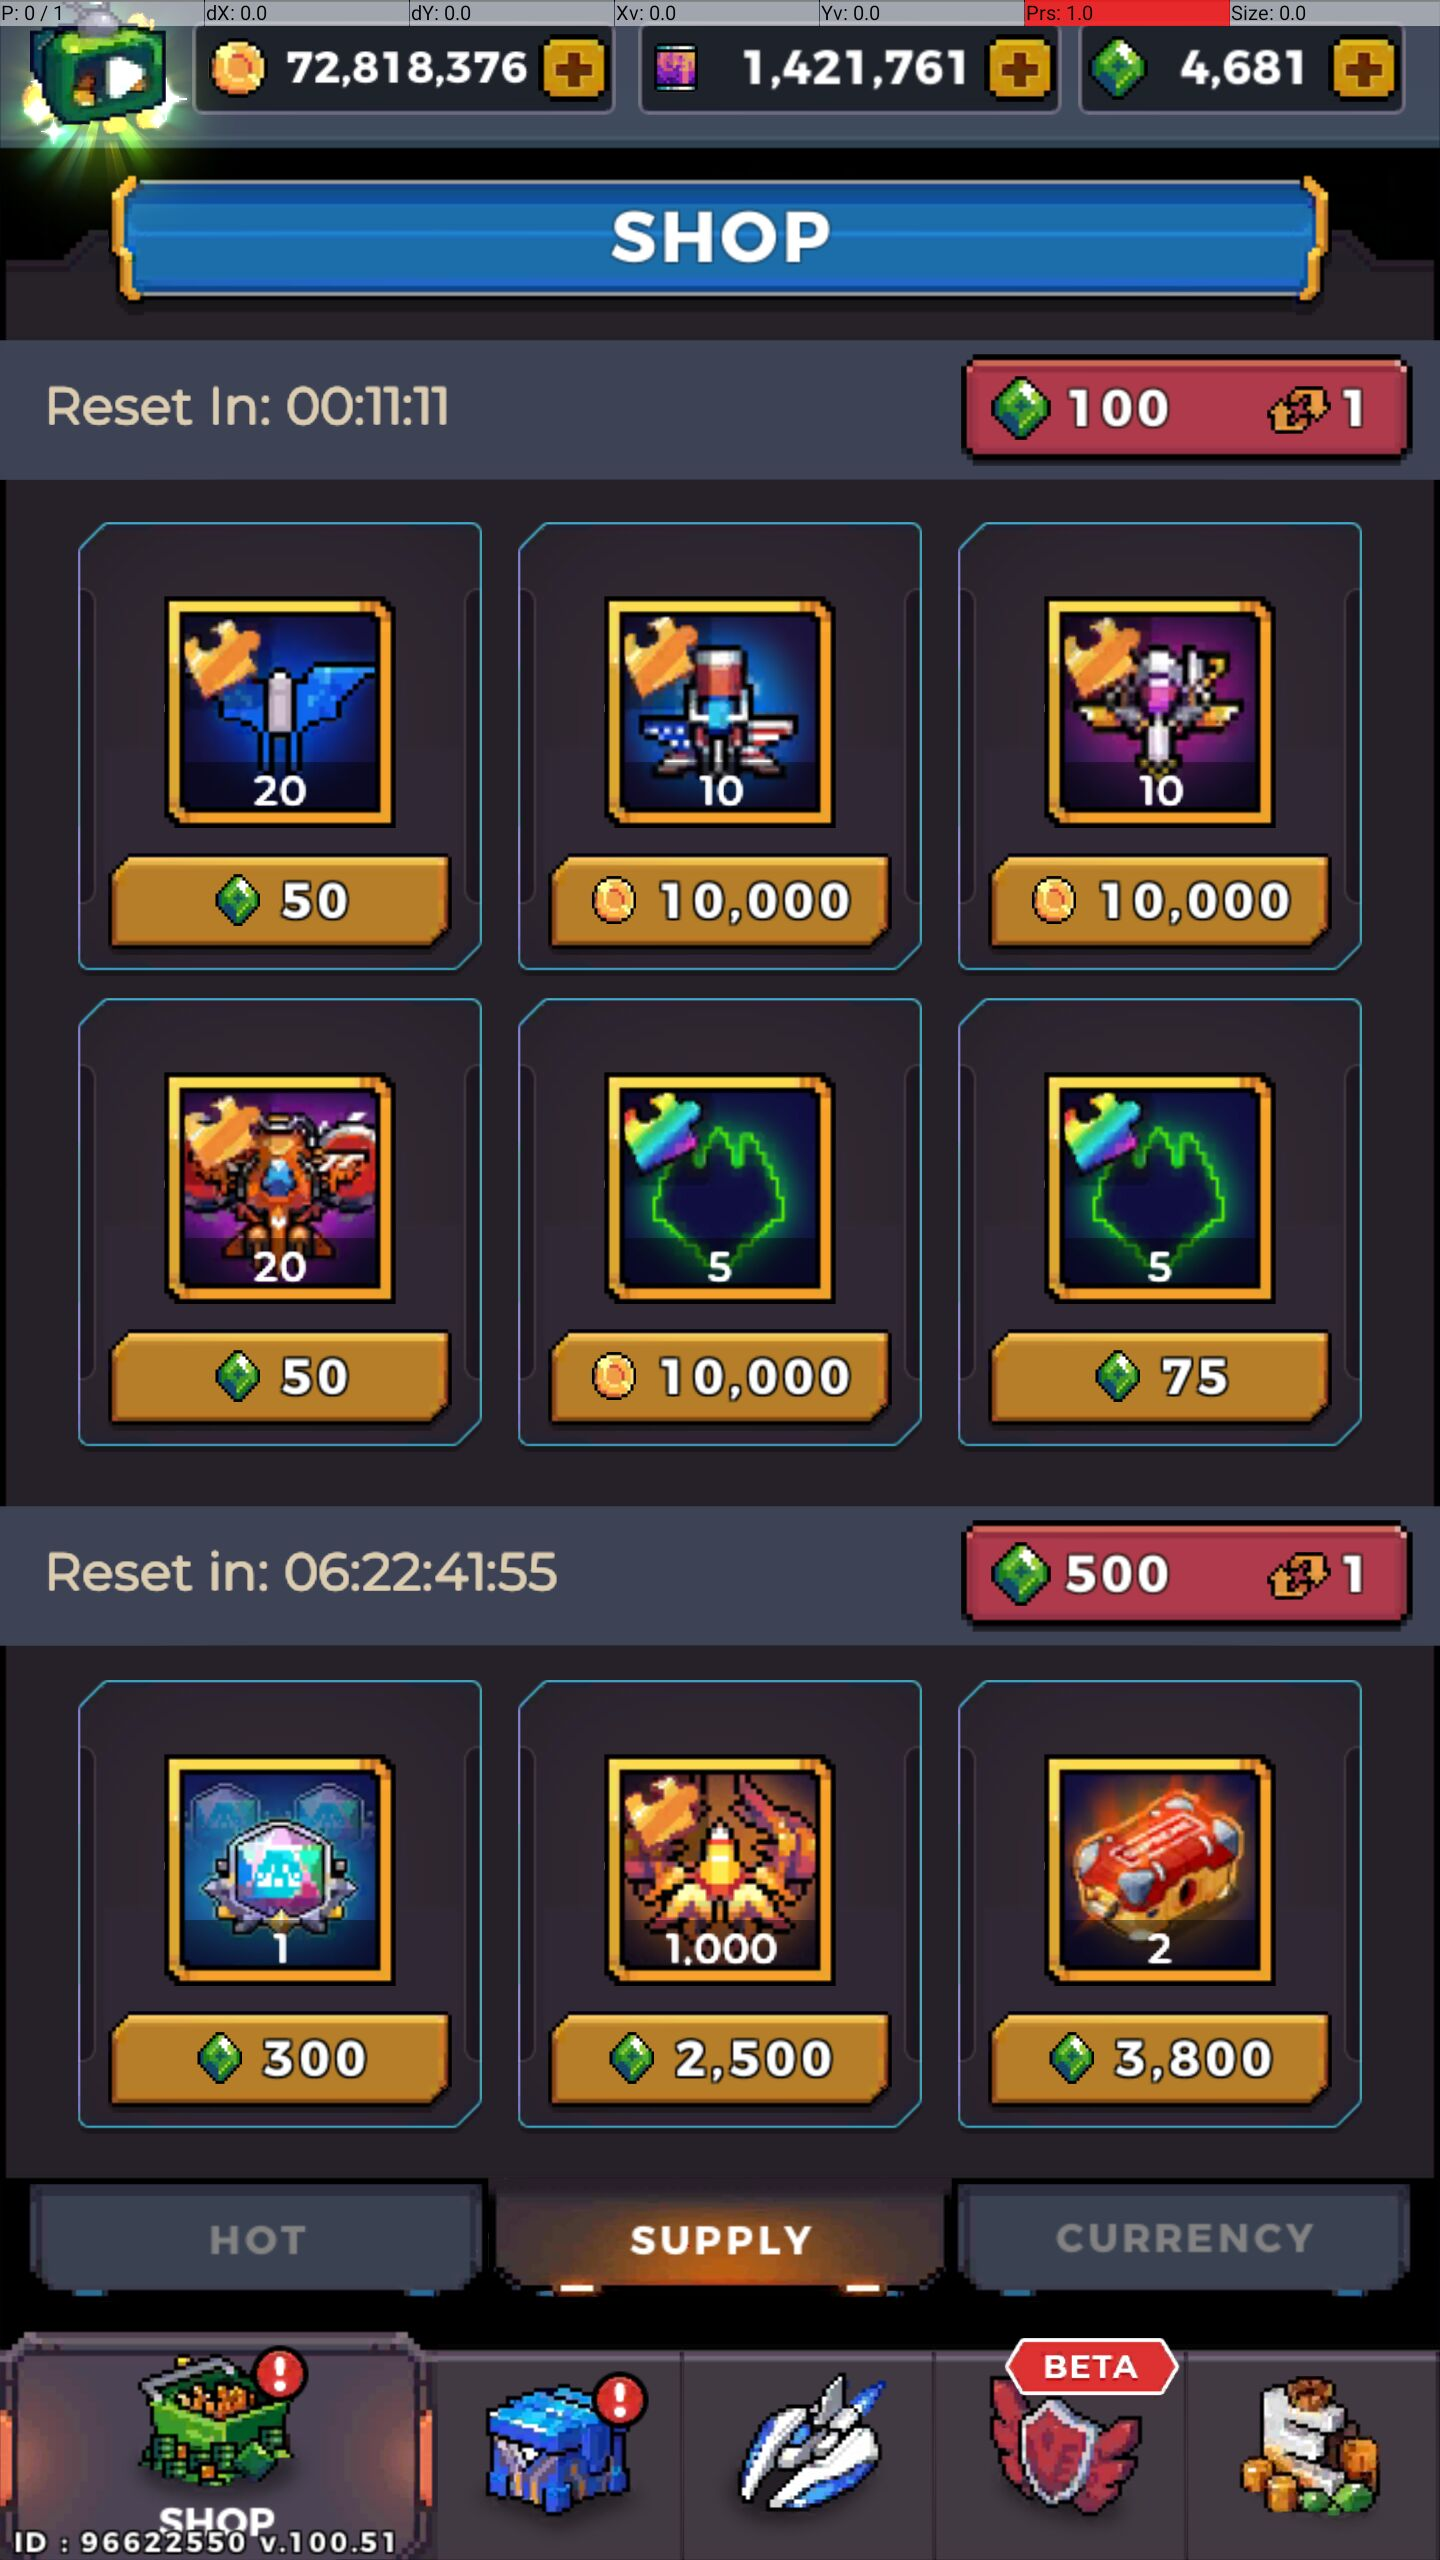 P: 0 / 1 dX: 0.0 dY: 0.0 Xv: 0.0 Yv: 0.0 Prs: 1.0 Size: 0.0
72,818,376 1,421,761 4,681
SHOP
Reset In: 00:11:11 100 1
20 10 10
50 10,000 10,000
20 5 5
50 10,000 75
Reset in: 06:22:41:55 500 1
1 1,000 2
300 2,500 3,800
HOT SUPPLY CURRENCY
BETA
SHOP
ID : 96622550 v.100.51